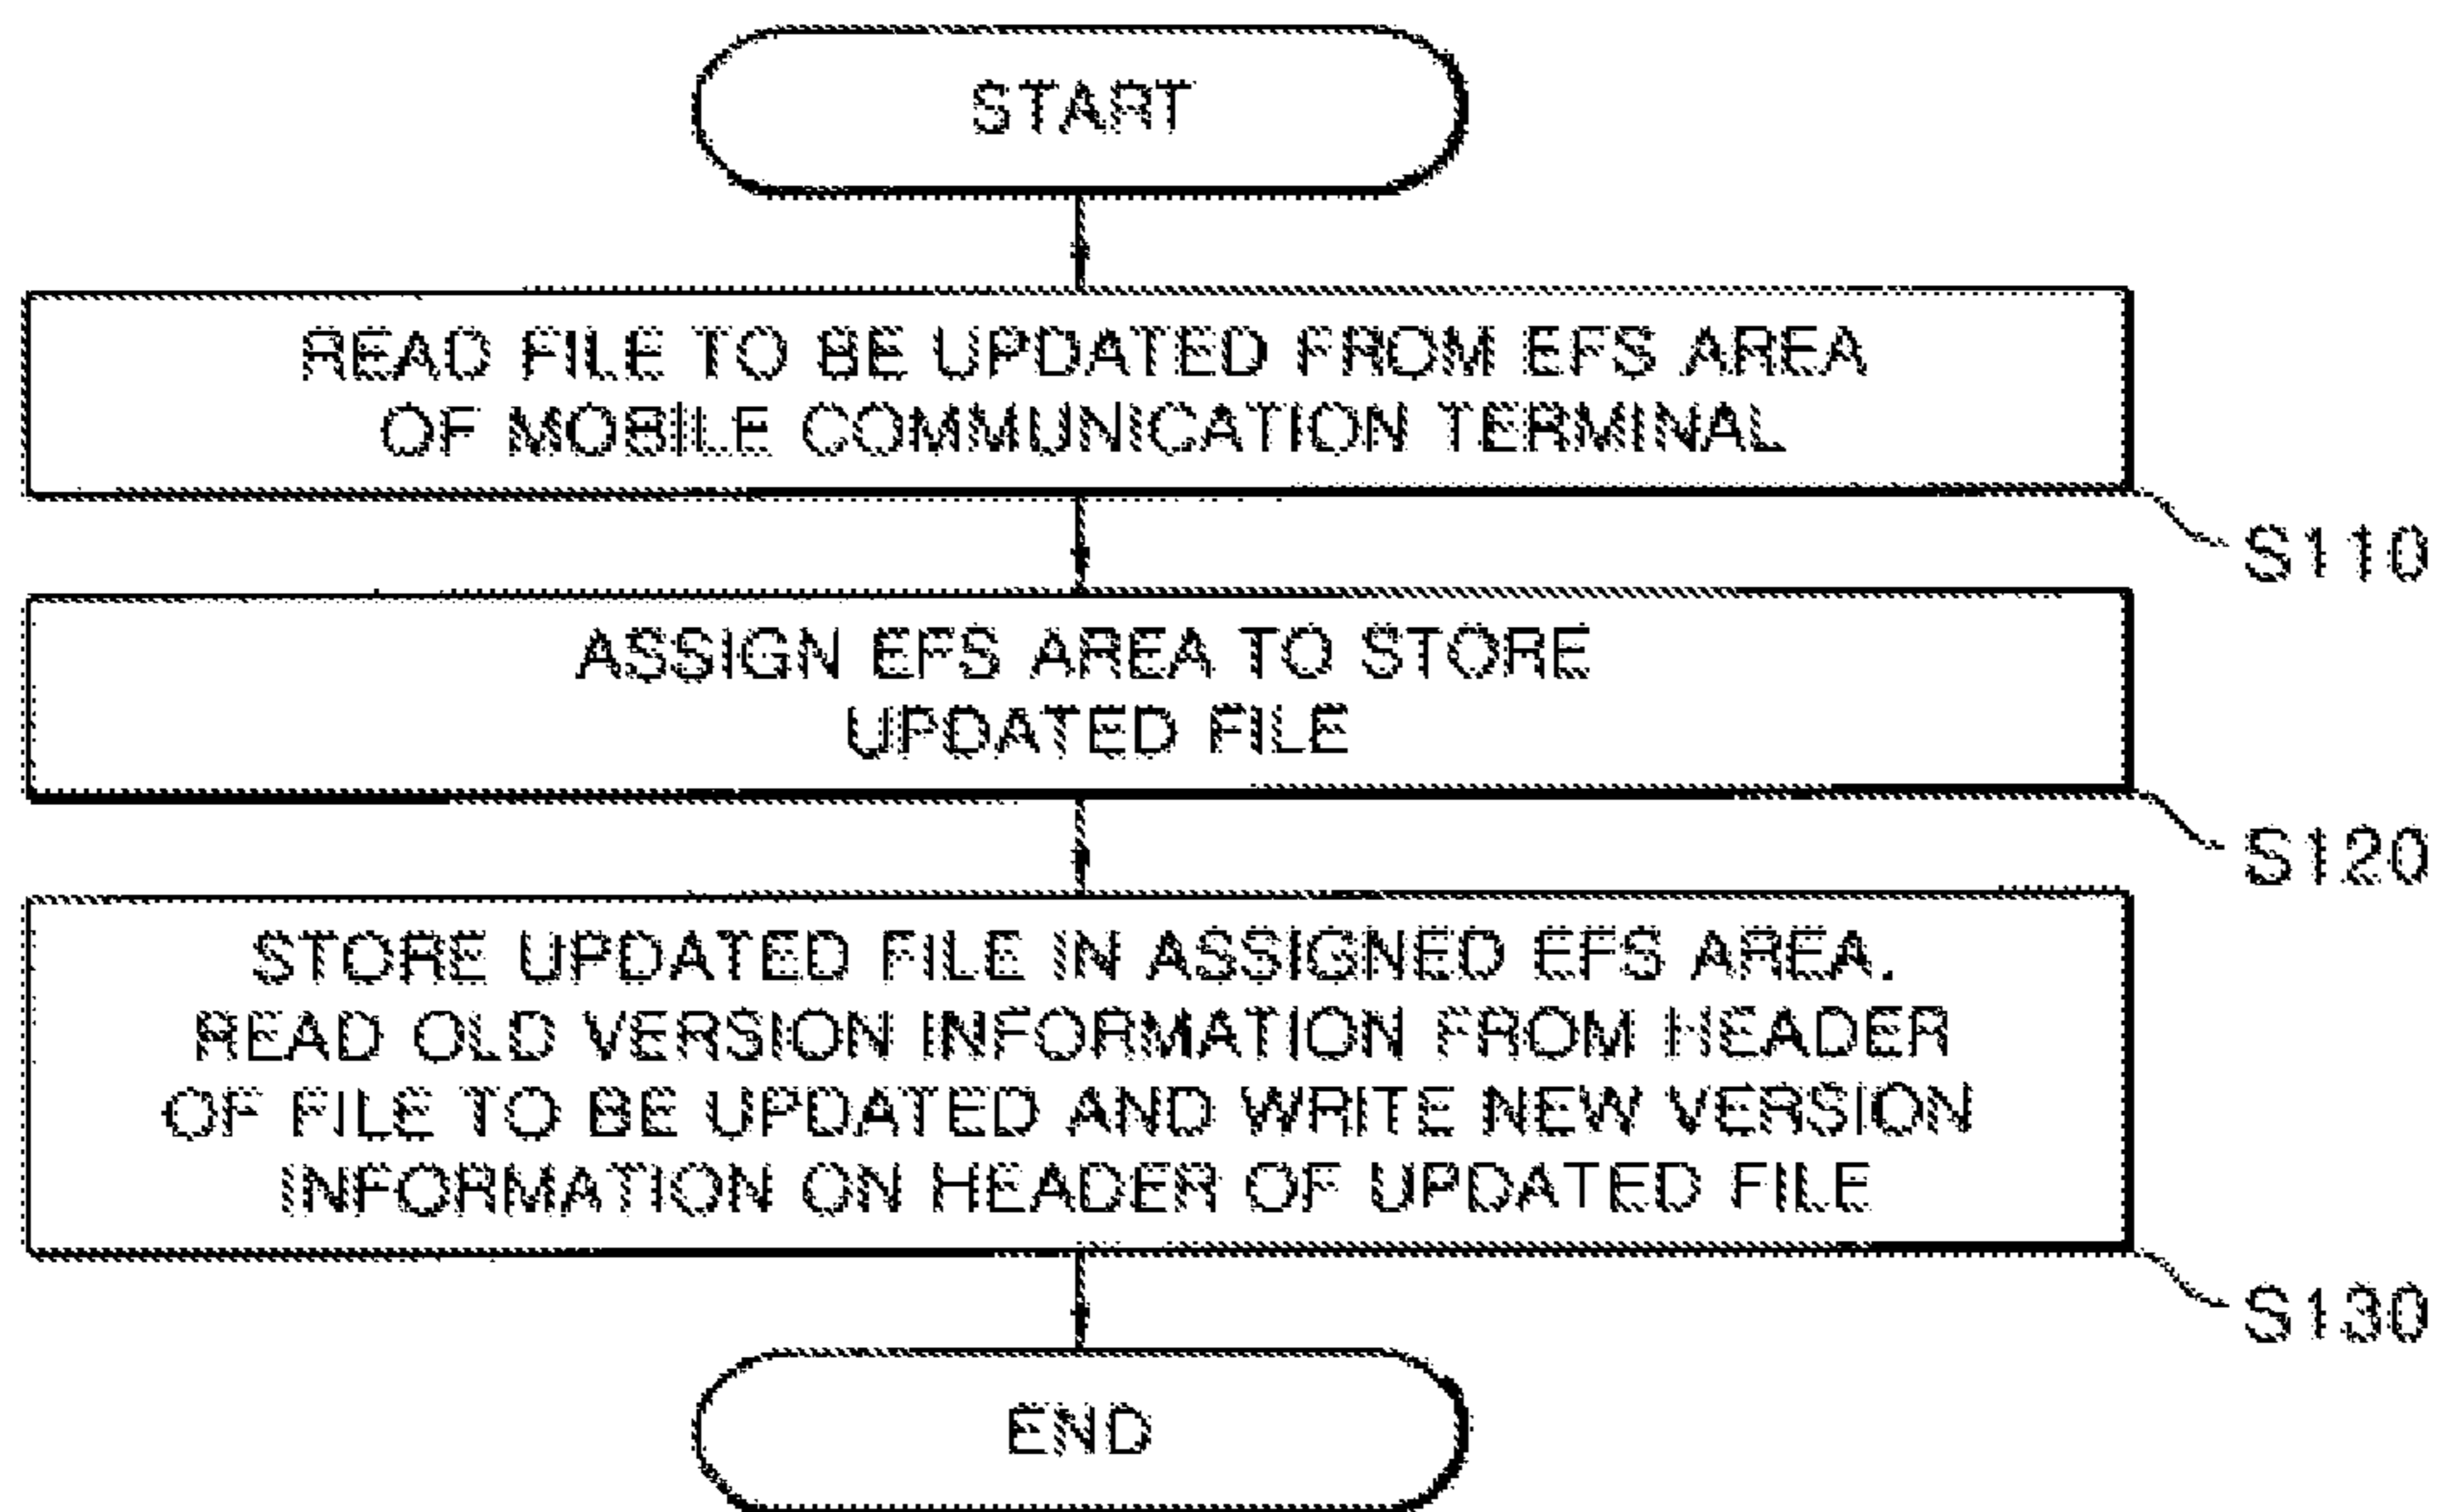 START
READ FILE TO BE UPDATED FROM EFS AREA
OF MOBILE COMMUNICATION TERMINAL
S110
ASSIGN EFS AREA TO STORE
UPDATED FILE
S120
STORE UPDATED FILE IN ASSIGNED EFS AREA.
READ OLD VERSION INFORMATION FROM HEADER
OF FILE TO BE UPDATED AND WRITE NEW VERSION
INFORMATION ON HEADER OF UPDATED FILE
S130
END